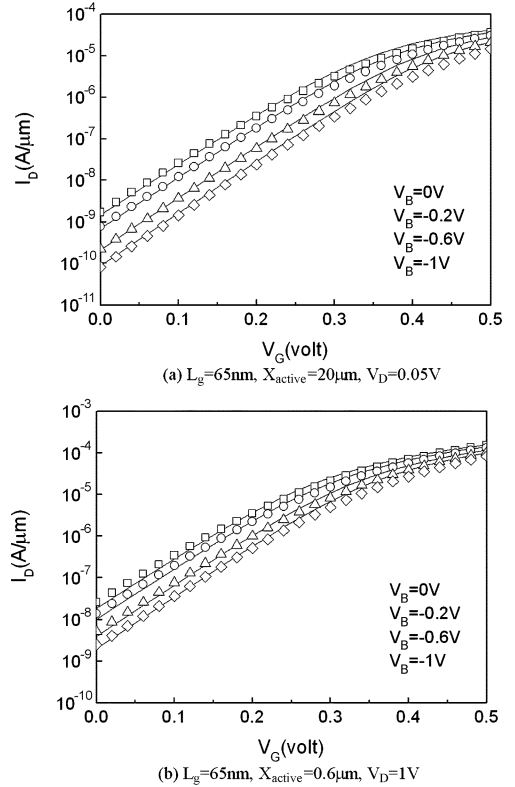 10⁻⁴
10⁻⁵
10⁻⁶
10⁻⁷
10⁻⁸
10⁻⁹
10⁻¹⁰
10⁻¹¹
I_D(A/μm)
V_B=0V
V_B=-0.2V
V_B=-0.6V
V_B=-1V
0.0 0.1 0.2 0.3 0.4 0.5
V_G(volt)
(a) L_g=65nm, X_active=20μm, V_D=0.05V
10⁻³
10⁻⁴
10⁻⁵
10⁻⁶
10⁻⁷
10⁻⁸
10⁻⁹
10⁻¹⁰
I_D(A/μm)
V_B=0V
V_B=-0.2V
V_B=-0.6V
V_B=-1V
0.0 0.1 0.2 0.3 0.4 0.5
V_G(volt)
(b) L_g=65nm, X_active=0.6μm, V_D=1V